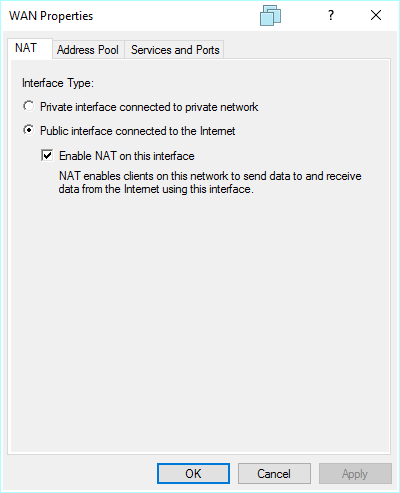 WAN Properties
?
NAT
Address Pool
Services and Ports
Interface Type:
Private interface connected to private network
Public interface connected to the Internet
Enable NAT on this interface
NAT enables clients on this network to send data to and receive
data from the Internet using this interface.
OK
Cancel
Apply